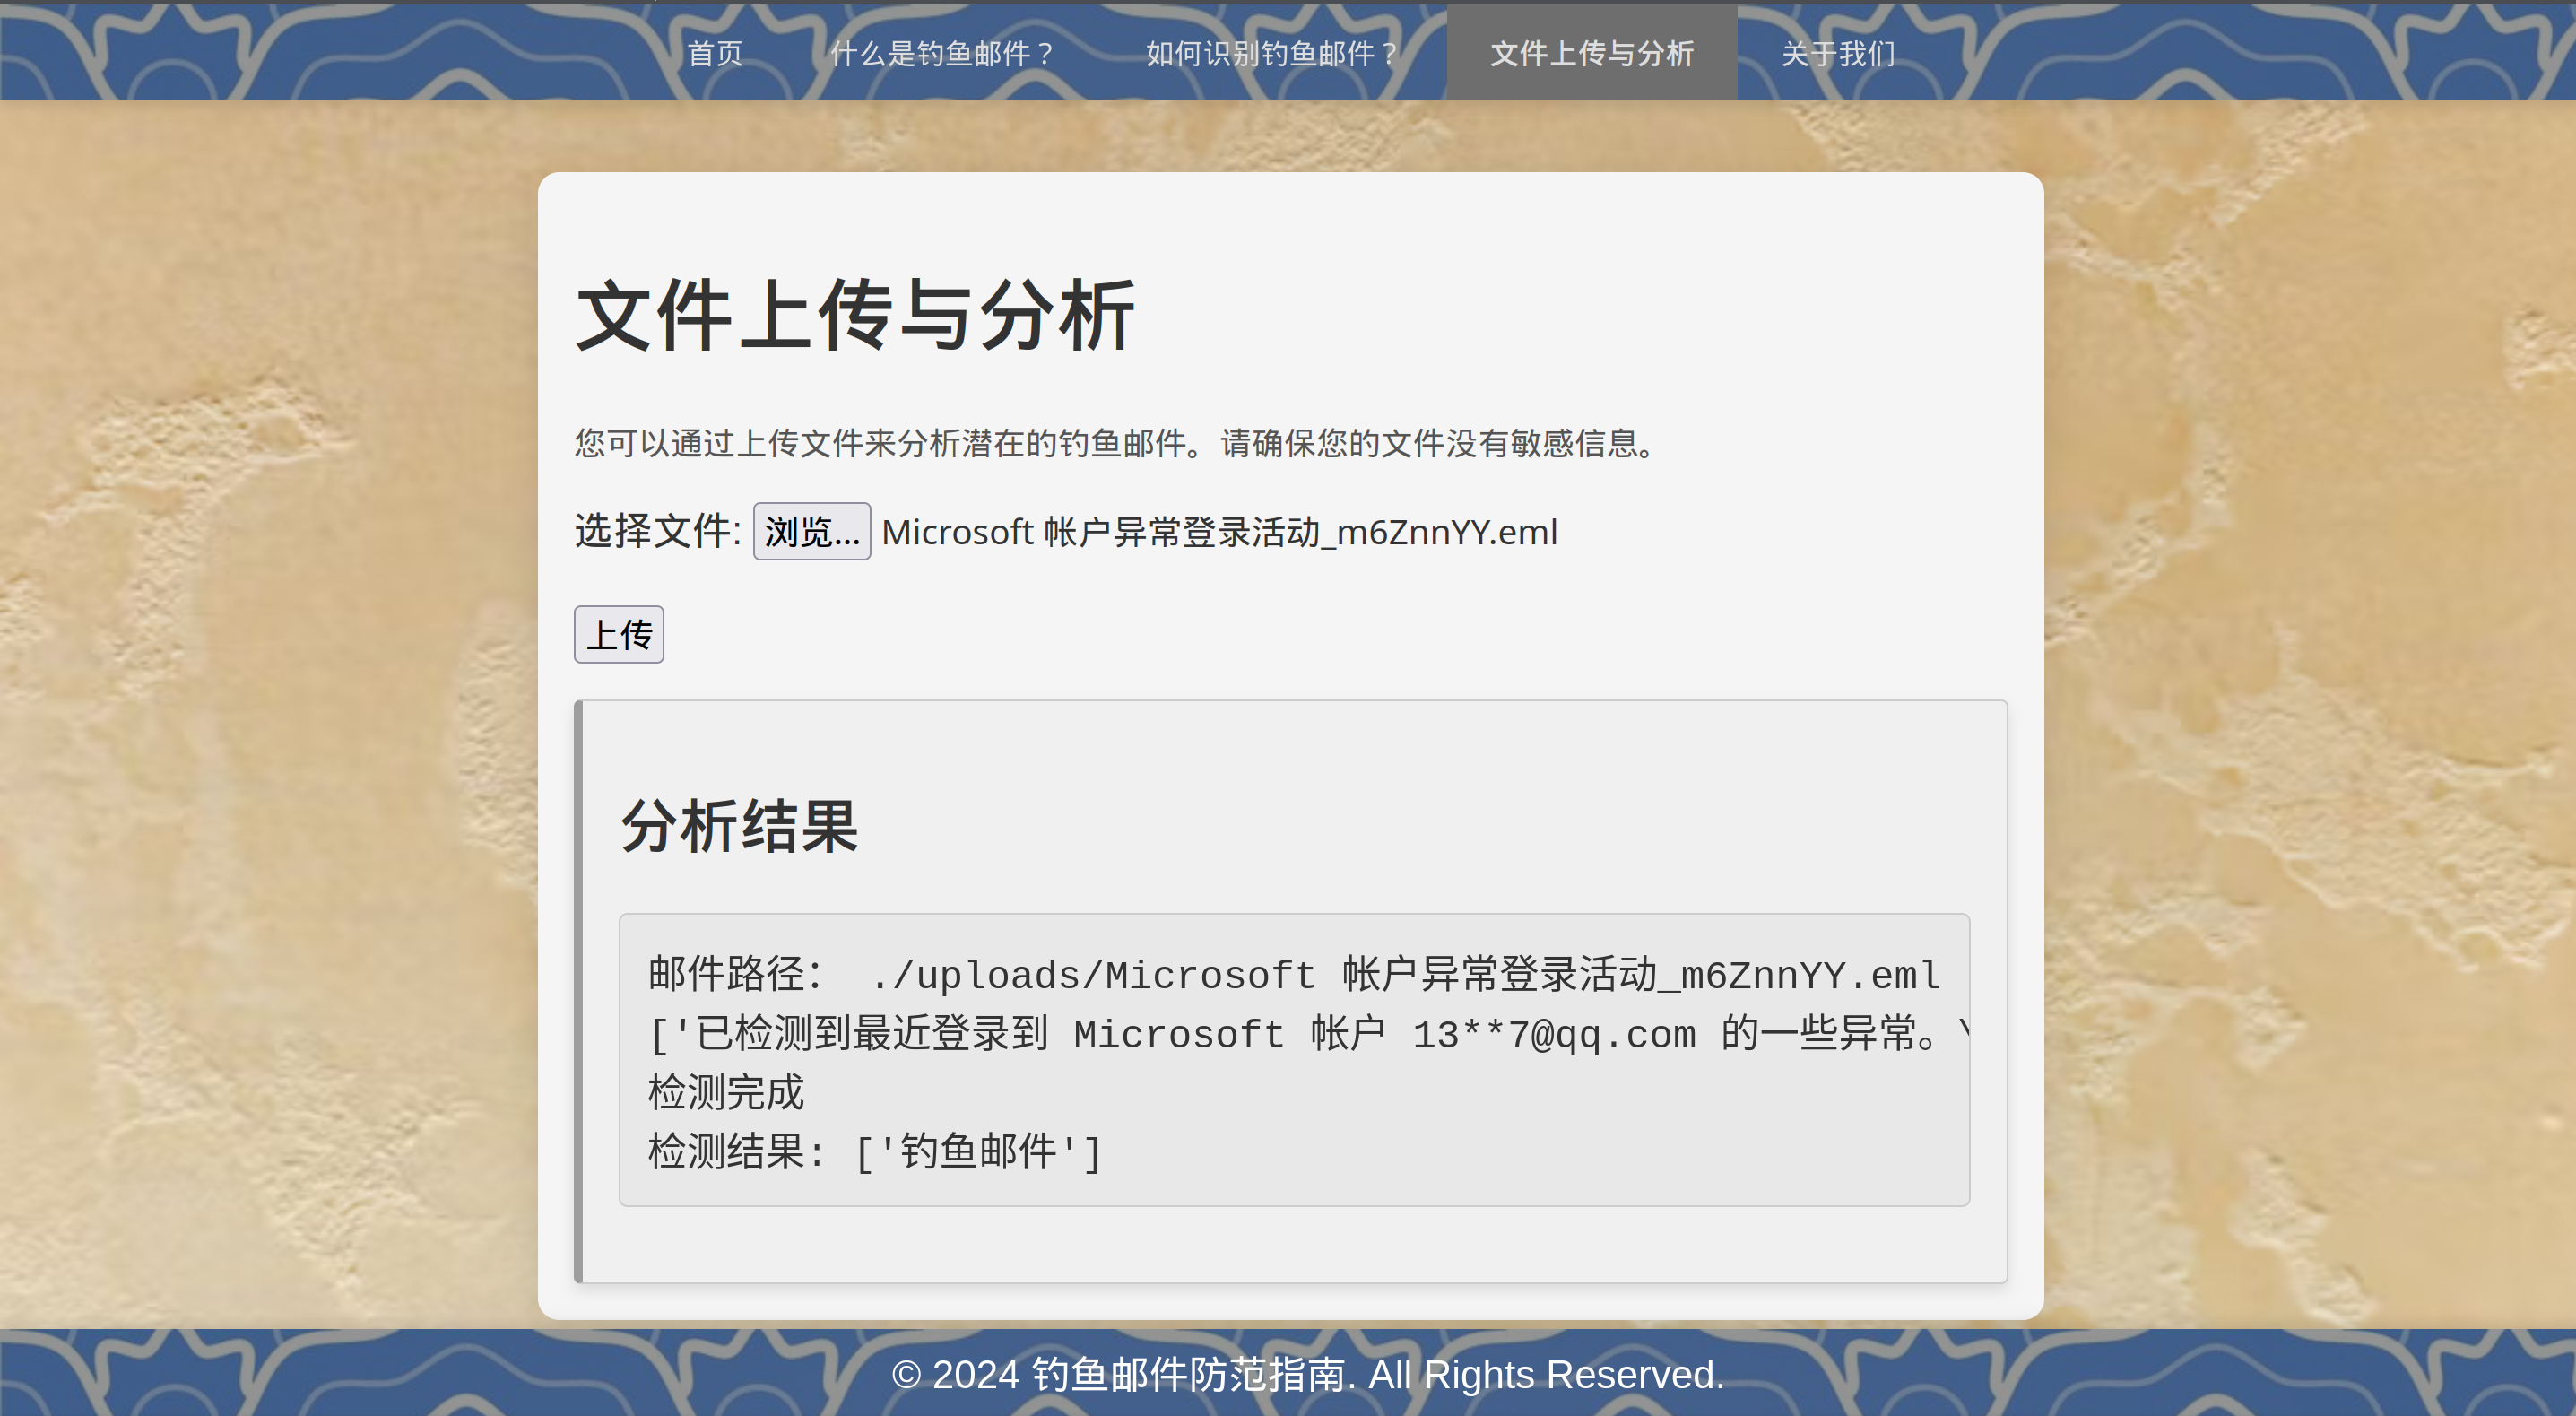 首页 什么是钓鱼邮件？ 如何识别钓鱼邮件？ 文件上传与分析 关于我们
文件上传与分析
您可以通过上传文件来分析潜在的钓鱼邮件。请确保您的文件没有敏感信息。
选择文件: 浏览... Microsoft 帐户异常登录活动_m6ZnnYY.eml
上传
分析结果
邮件路径： ./uploads/Microsoft 帐户异常登录活动_m6ZnnYY.eml
['已检测到最近登录到 Microsoft 帐户 13**7@qq.com 的一些异常。\
检测完成
检测结果: ['钓鱼邮件']
© 2024 钓鱼邮件防范指南. All Rights Reserved.